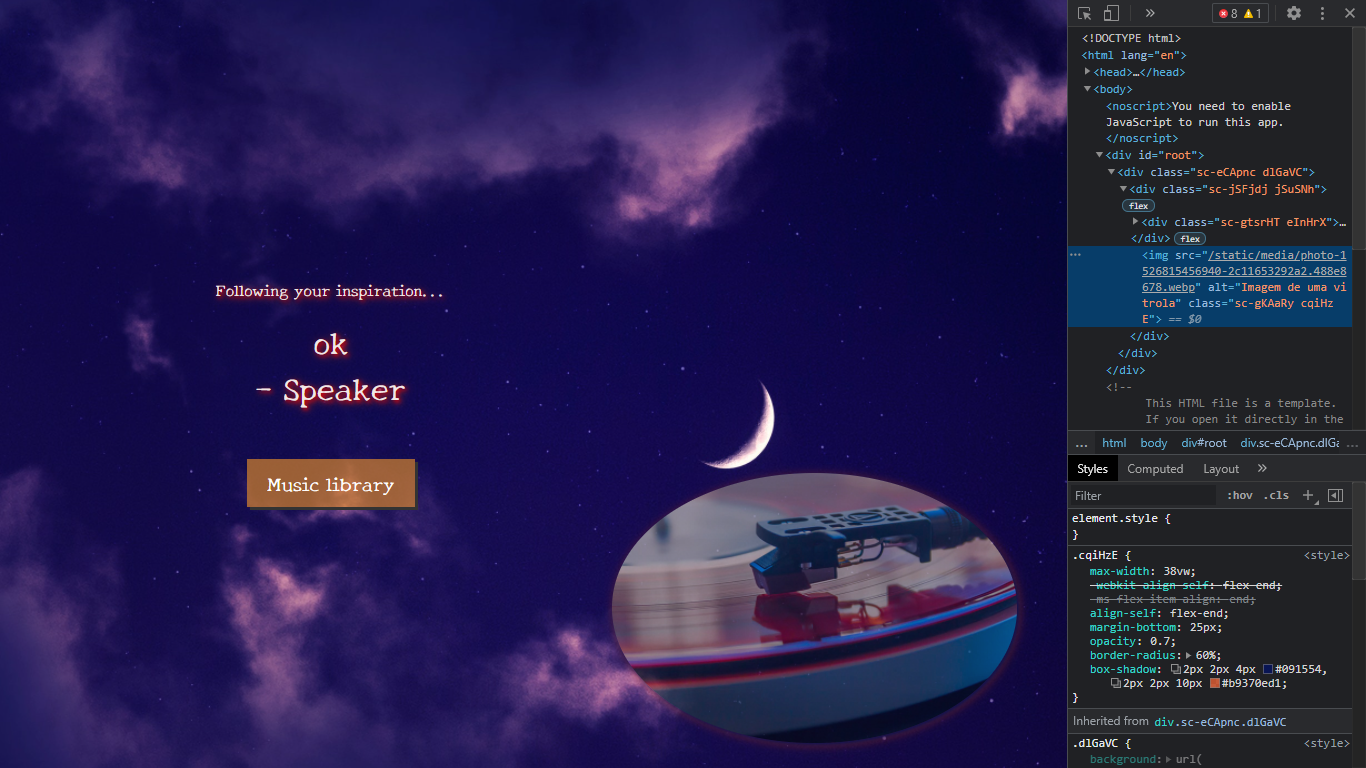 Following your inspiration...
ok
- Speaker
Music library
8 1
<!DOCTYPE html>
<html lang="en">
<head>…</head>
<body>
<noscript>You need to enable
JavaScript to run this app.
</noscript>
<div id="root">
<div class="sc-eCApnc dlGaVC">
<div class="sc-jSFjdj jSuSNh">
flex
<div class="sc-gtsrHT eInHrX">…
</div> flex
<img src="/static/media/photo-1
526815456940-2c11653292a2.488e8
678.webp" alt="Imagem de uma vi
trola" class="sc-gKAaRy cqiHz
E"> == $0
</div>
</div>
</div>
<!--
This HTML file is a template.
If you open it directly in the
... html body div#root div.sc-eCApnc.dlGa ...
Styles Computed Layout
Filter :hov .cls
element.style {
}
.cqiHzE { <style>
max-width: 38vw;
-webkit-align-self: flex-end;
-ms-flex-item-align: end;
align-self: flex-end;
margin-bottom: 25px;
opacity: 0.7;
border-radius: 60%;
box-shadow: 2px 2px 4px #091554,
2px 2px 10px #b9370ed1;
}
Inherited from div.sc-eCApnc.dlGaVC
.dlGaVC { <style>
background: url(